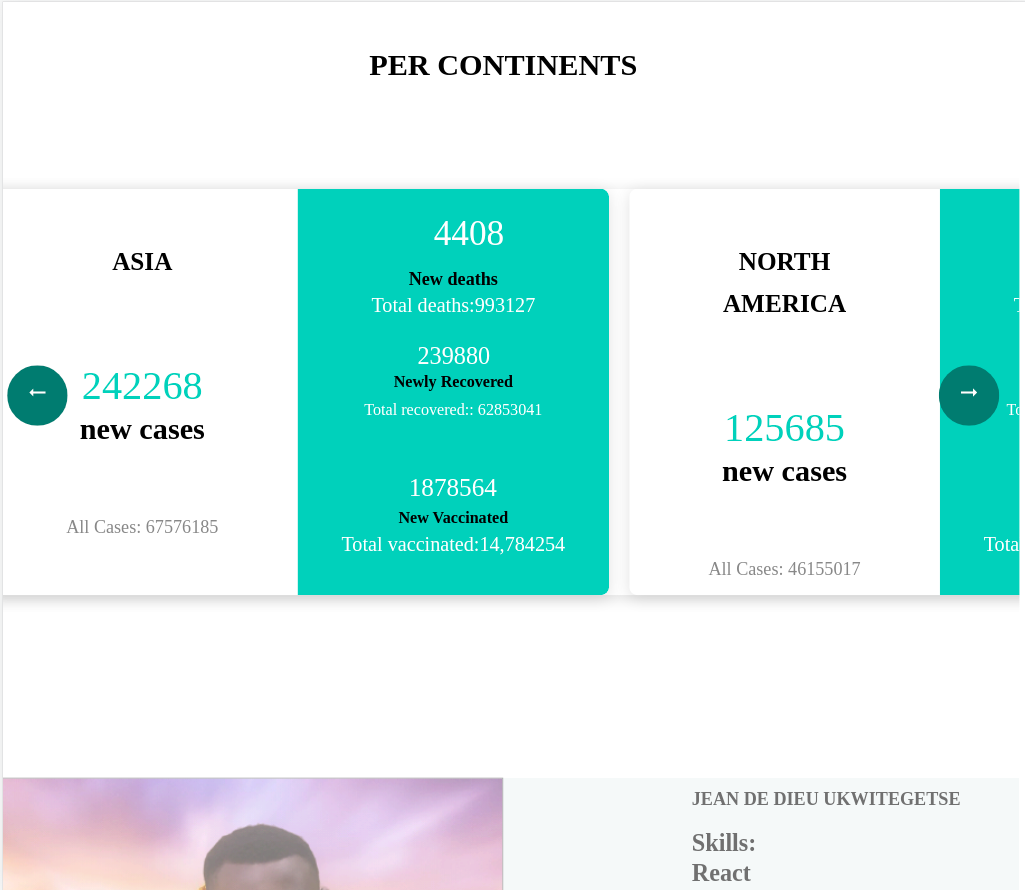 PER CONTINENTS
ASIA
←
242268
new cases
All Cases: 67576185
4408
New deaths
Total deaths:993127
239880
Newly Recovered
Total recovered:: 62853041
1878564
New Vaccinated
Total vaccinated:14,784254
NORTH
AMERICA
125685
new cases
All Cases: 46155017
→
JEAN DE DIEU UKWITEGETSE
Skills:
React